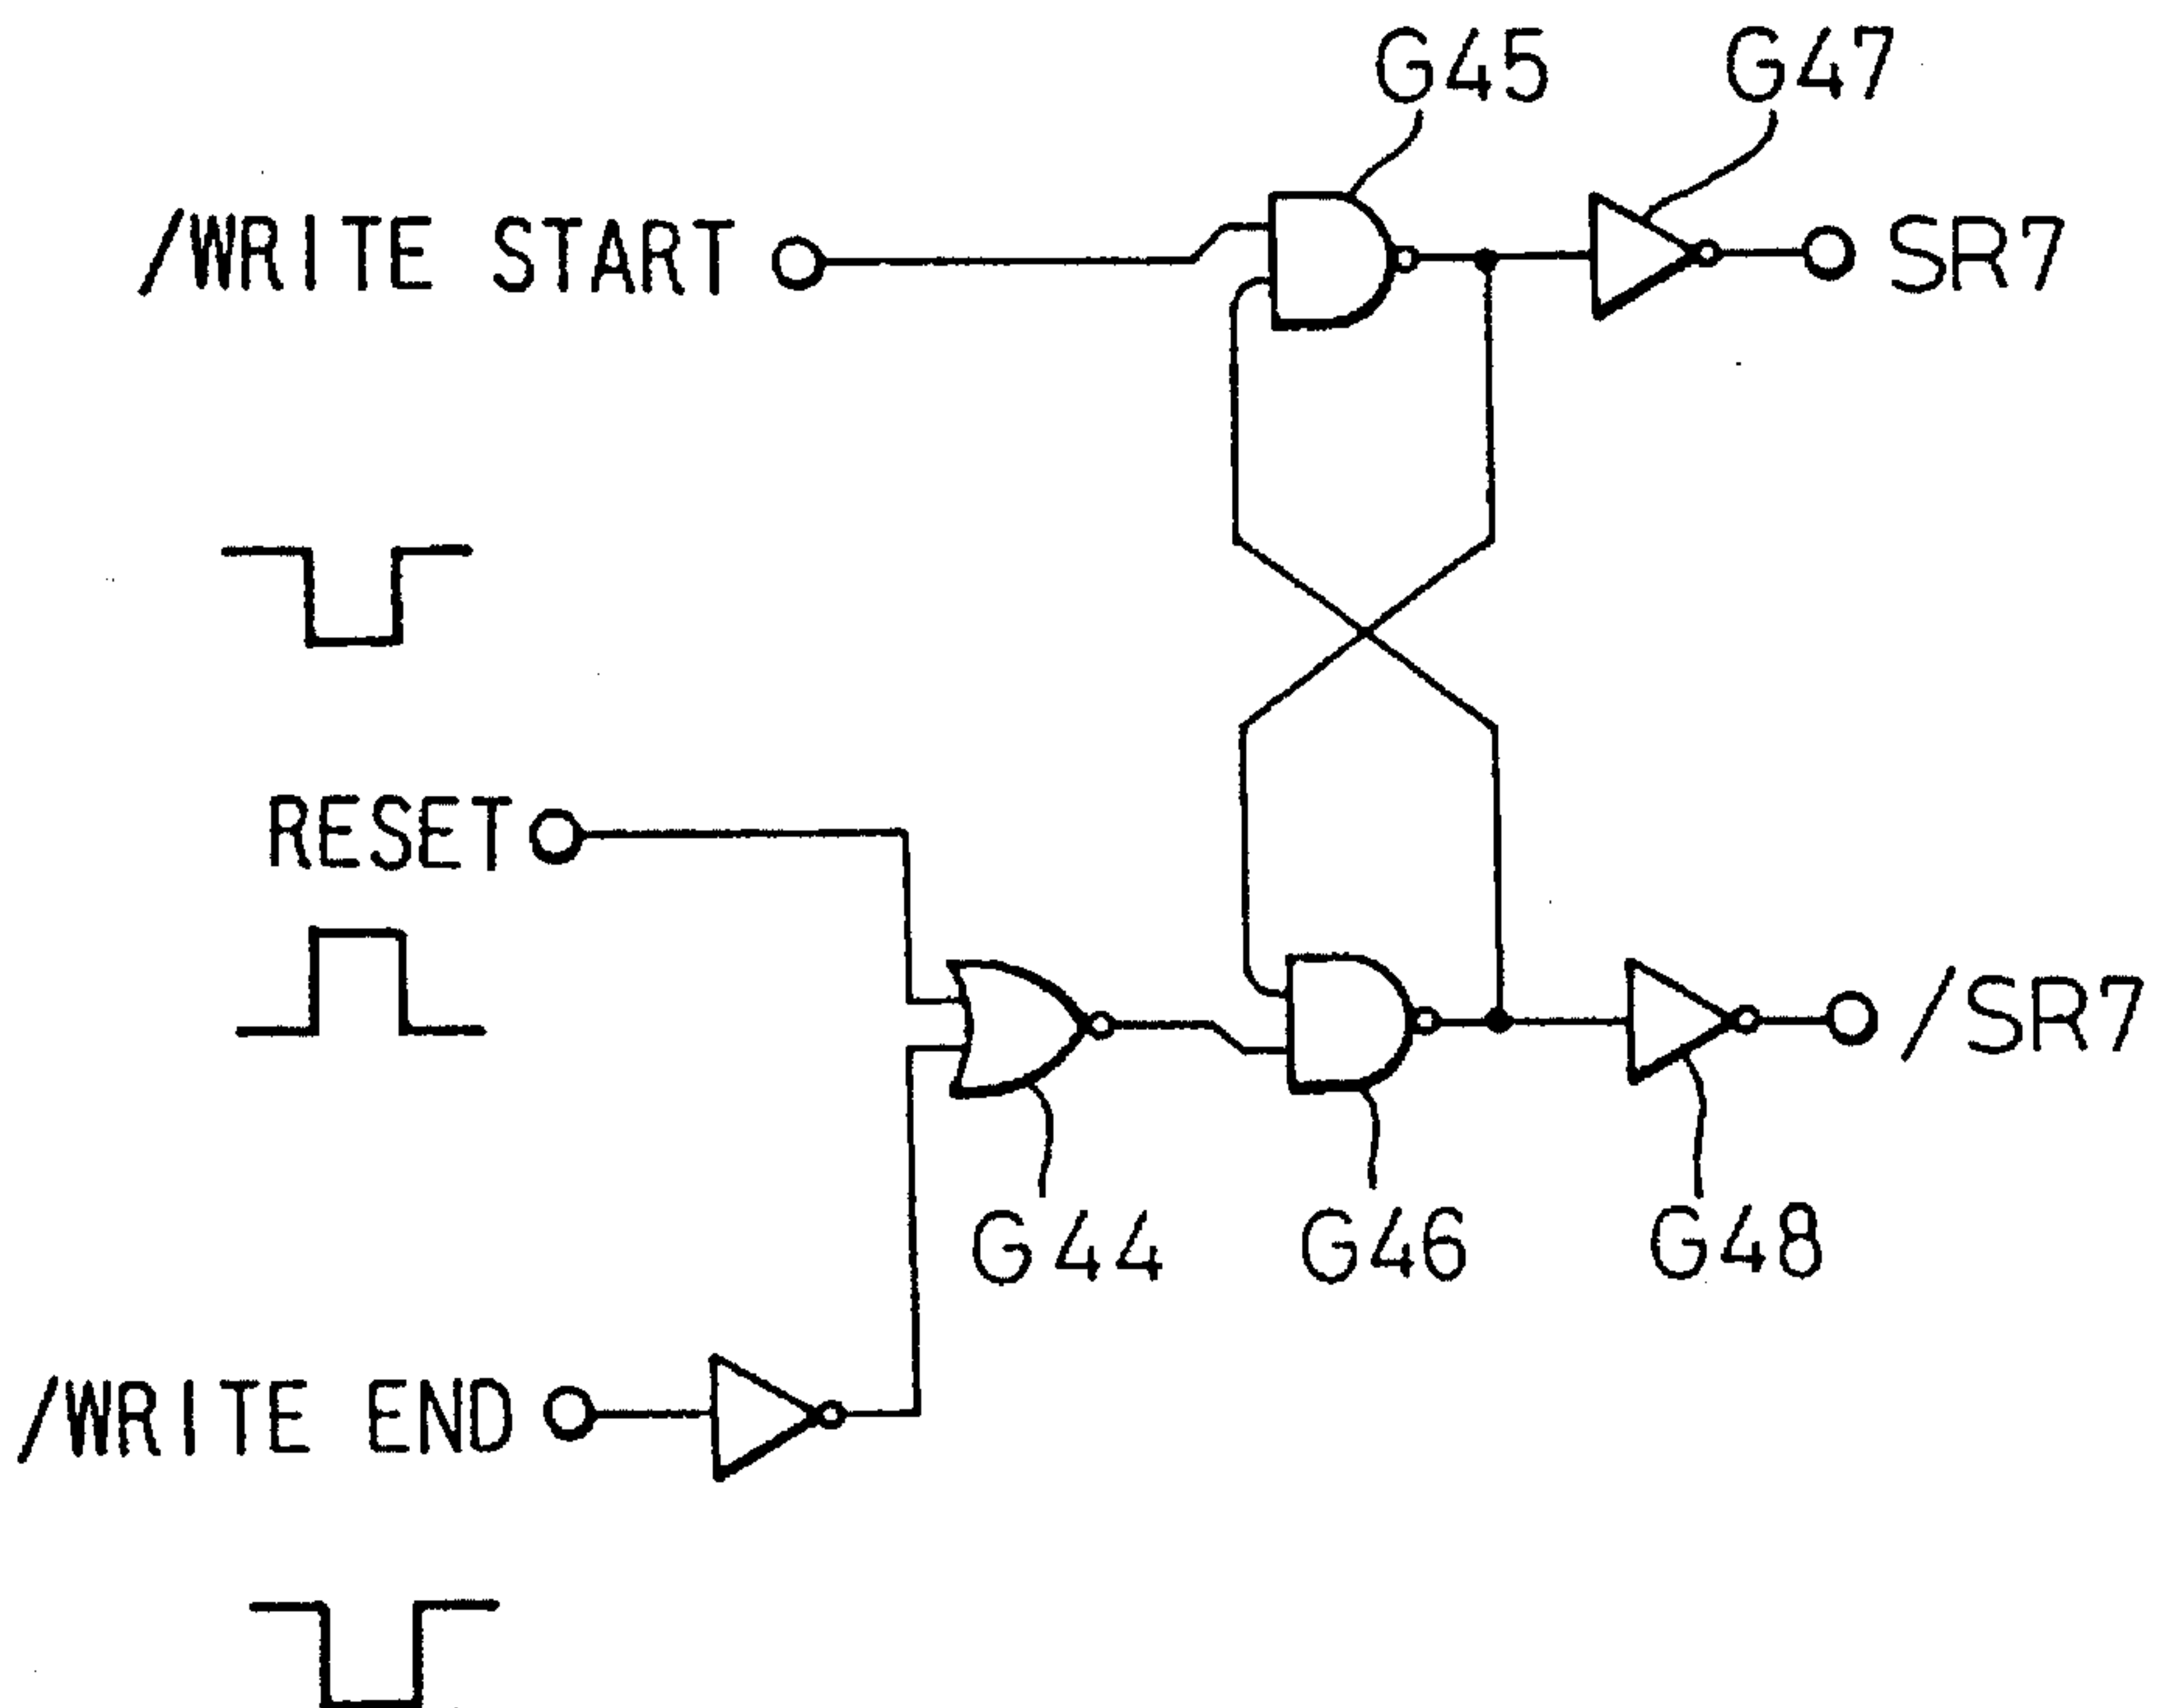 G45
G47
/WRITE START
SR7
RESET
/SR7
G44
G46
G48
/WRITE END